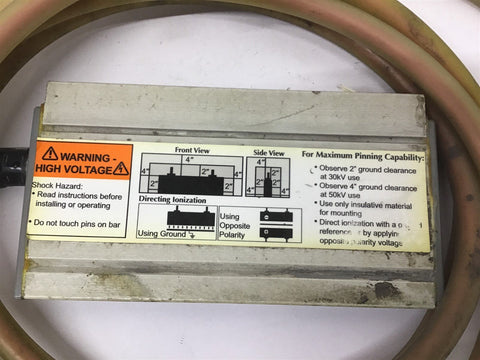 WARNING -
HIGH VOLTAGE
Shock Hazard:
• Read instructions before
installing or operating
• Do not touch pins on bar
Front View
4"
4" 2" 2" 4"
2" 2"
Side View
4" 4"
2" 2"
Directing Ionization
Using Ground
Using
Opposite
Polarity
For Maximum Pinning Capability:
• Observe 2" ground clearance
at 30kV use
• Observe 4" ground clearance
at 50kV use
• Use only insulative material
for mounting
• Direct ionization with a
reference by applying
opposite polarity voltage